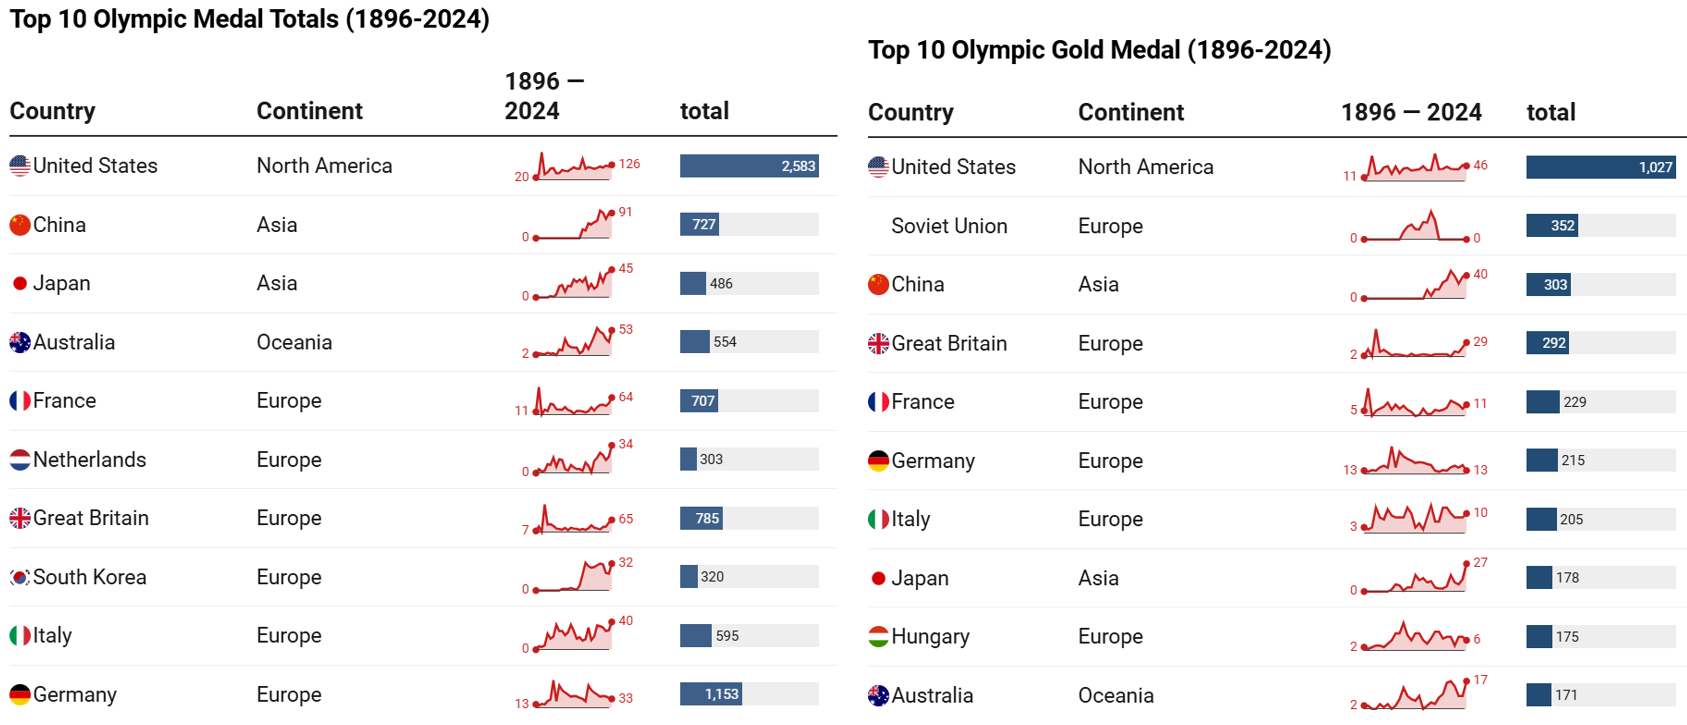 Top 10 Olympic Medal Totals (1896-2024)
Country Continent 1896 — 2024 total
United States North America 20 126 2,583
China Asia 0 91 727
Japan Asia 0 45 486
Australia Oceania 2 53 554
France Europe 11 64 707
Netherlands Europe 0 34 303
Great Britain Europe 7 65 785
South Korea Europe 0 32 320
Italy Europe 0 40 595
Germany Europe 13 33 1,153
Top 10 Olympic Gold Medal (1896-2024)
Country Continent 1896 — 2024 total
United States North America 11 46 1,027
Soviet Union Europe 0 0 352
China Asia 0 40 303
Great Britain Europe 2 29 292
France Europe 5 11 229
Germany Europe 13 13 215
Italy Europe 3 10 205
Japan Asia 0 27 178
Hungary Europe 2 6 175
Australia Oceania 2 17 171